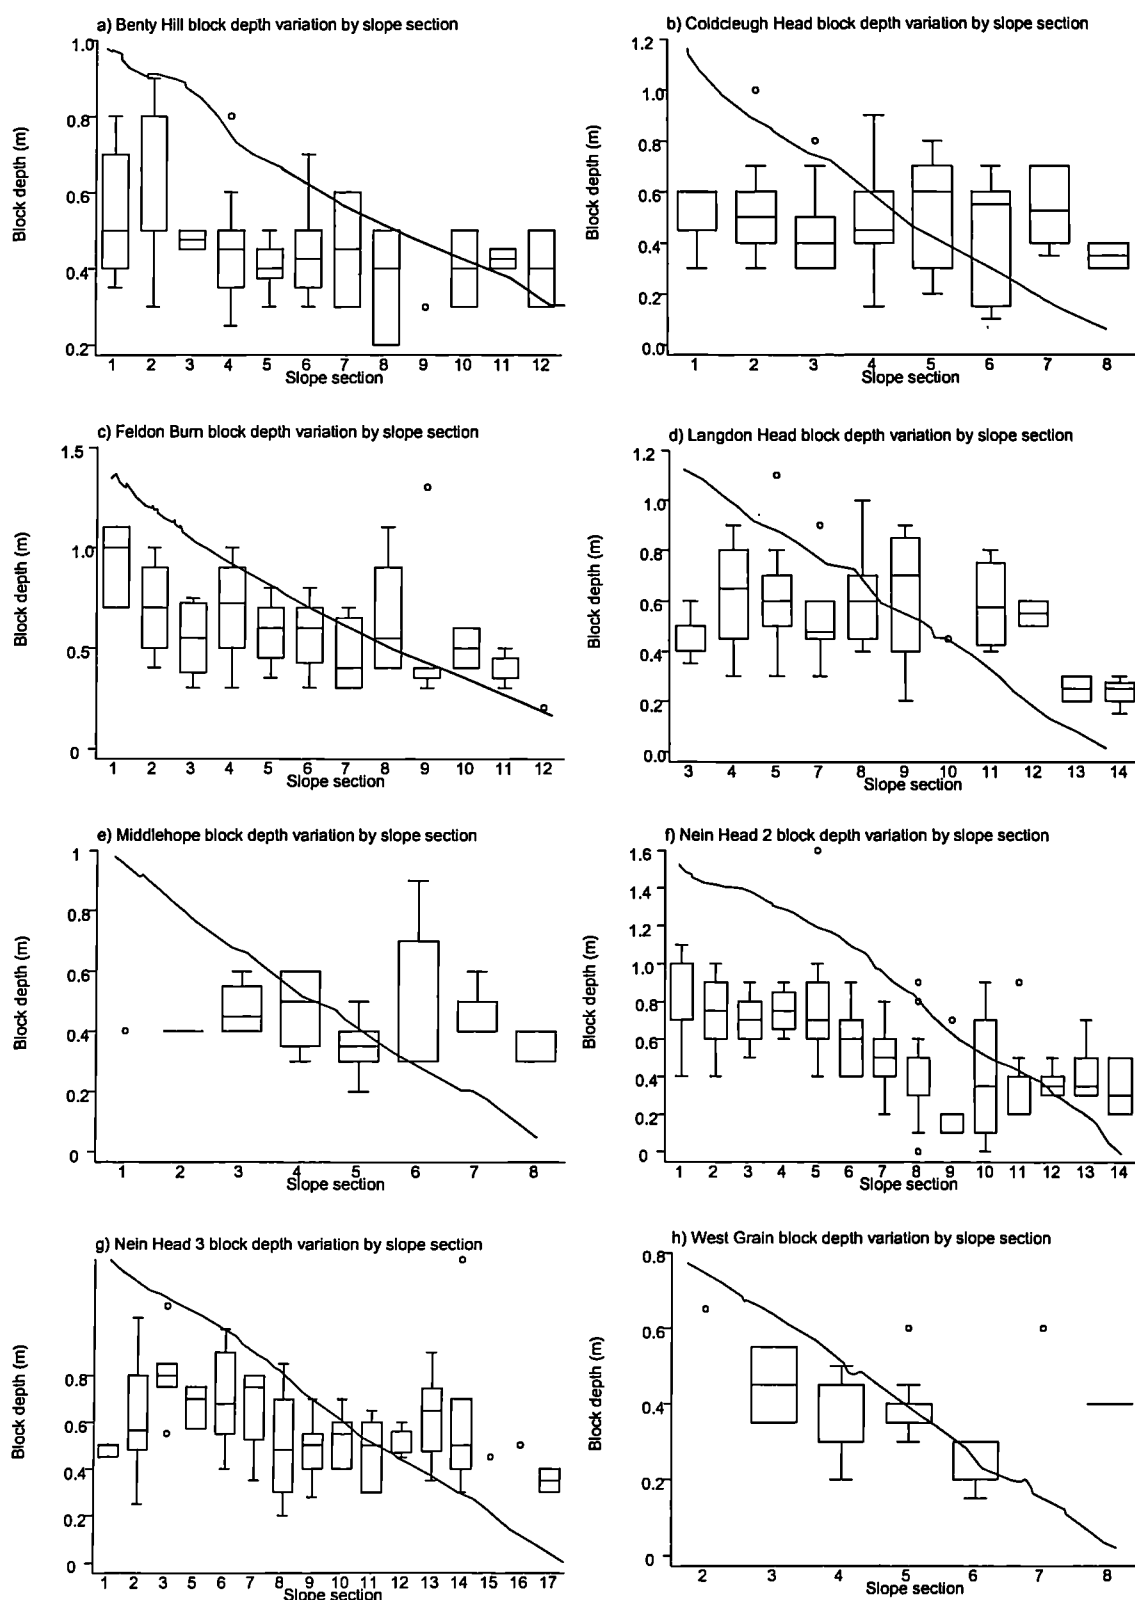 a) Benty Hill block depth variation by slope section
1.0
0.8
0.6
0.4
0.2
Block depth (m)
1 2 3 4 5 6 7 8 9 10 11 12
Slope section
b) Coldcleugh Head block depth variation by slope section
1.2
1.0
0.8
0.6
0.4
0.2
0.0
Block depth (m)
1 2 3 4 5 6 7 8
Slope section
c) Feldon Burn block depth variation by slope section
1.5
1.0
0.5
0
Block depth (m)
1 2 3 4 5 6 7 8 9 10 11 12
Slope section
d) Langdon Head block depth variation by slope section
1.2
1.0
0.8
0.6
0.4
0.2
0.0
Block depth (m)
3 4 5 7 8 9 10 11 12 13 14
Slope section
e) Middlehope block depth variation by slope section
1
0.8
0.6
0.4
0.2
0
Block depth (m)
1 2 3 4 5 6 7 8
Slope section
f) Nein Head 2 block depth variation by slope section
1.6
1.4
1.2
1.0
0.8
0.6
0.4
0.2
0
Block depth (m)
1 2 3 4 5 6 7 8 9 10 11 12 13 14
Slope section
g) Nein Head 3 block depth variation by slope section
0.8
0.6
0.4
0.2
0
Block depth (m)
1 2 3 5 6 7 8 9 10 11 12 13 14 15 16 17
Slope section
h) West Grain block depth variation by slope section
0.8
0.6
0.4
0.2
0
Block depth (m)
2 3 4 5 6 7 8
Slope section